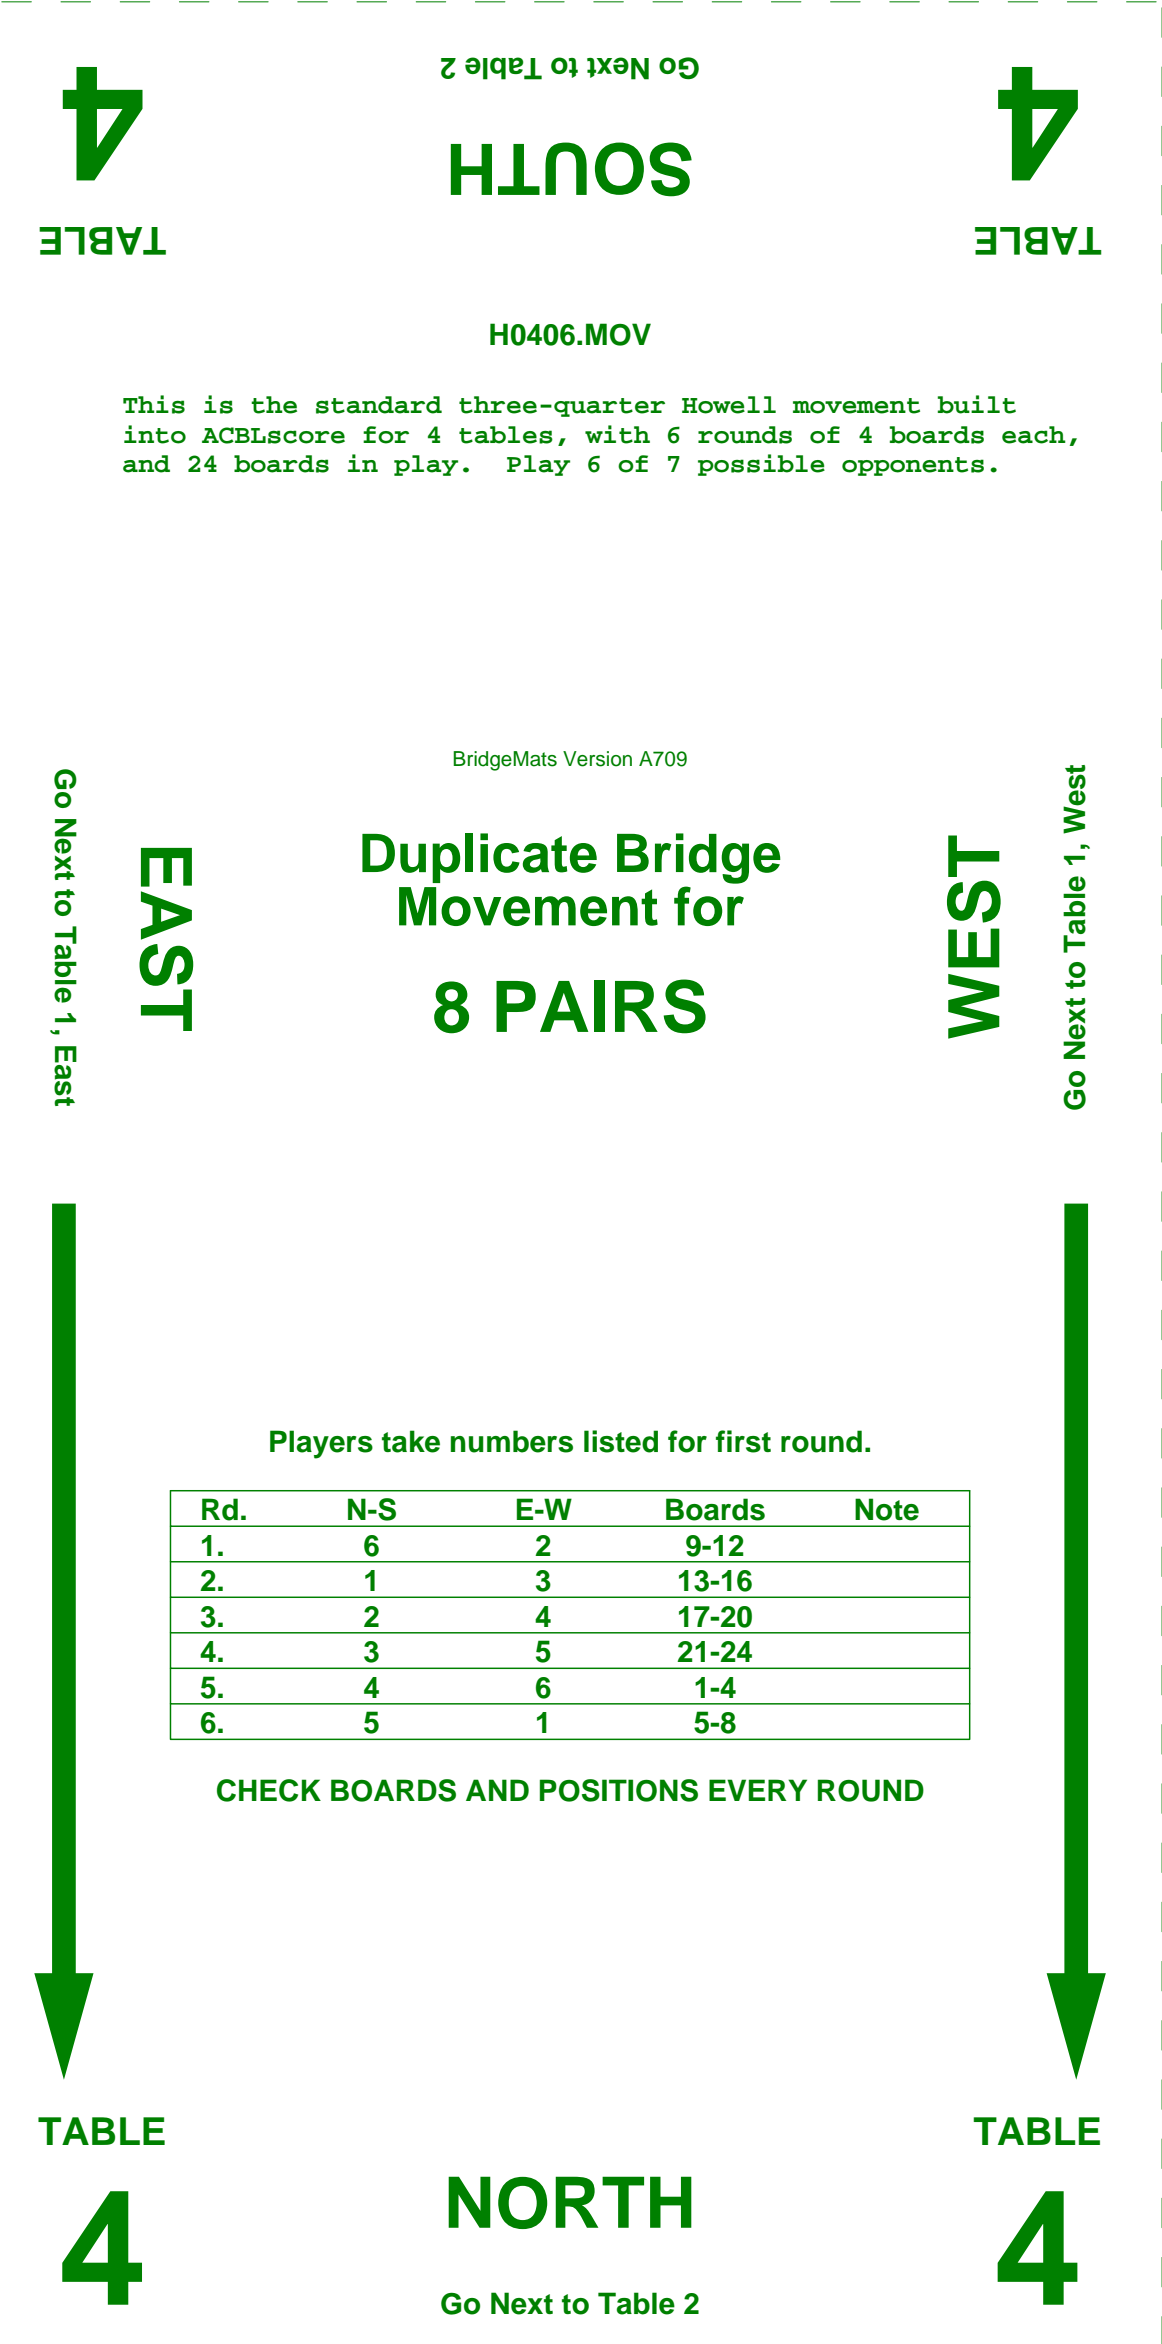 Go Next to Table 2
4 SOUTH 4
TABLE TABLE
H0406.MOV
This is the standard three-quarter Howell movement built
into ACBLscore for 4 tables, with 6 rounds of 4 boards each,
and 24 boards in play.  Play 6 of 7 possible opponents.
BridgeMats Version A709
Go Next to Table 1, East
EAST
Duplicate Bridge
Movement for
8 PAIRS
WEST
Go Next to Table 1, West
Players take numbers listed for first round.
Rd. N-S E-W Boards Note
1. 6 2 9-12
2. 1 3 13-16
3. 2 4 17-20
4. 3 5 21-24
5. 4 6 1-4
6. 5 1 5-8
CHECK BOARDS AND POSITIONS EVERY ROUND
TABLE TABLE
4 NORTH 4
Go Next to Table 2